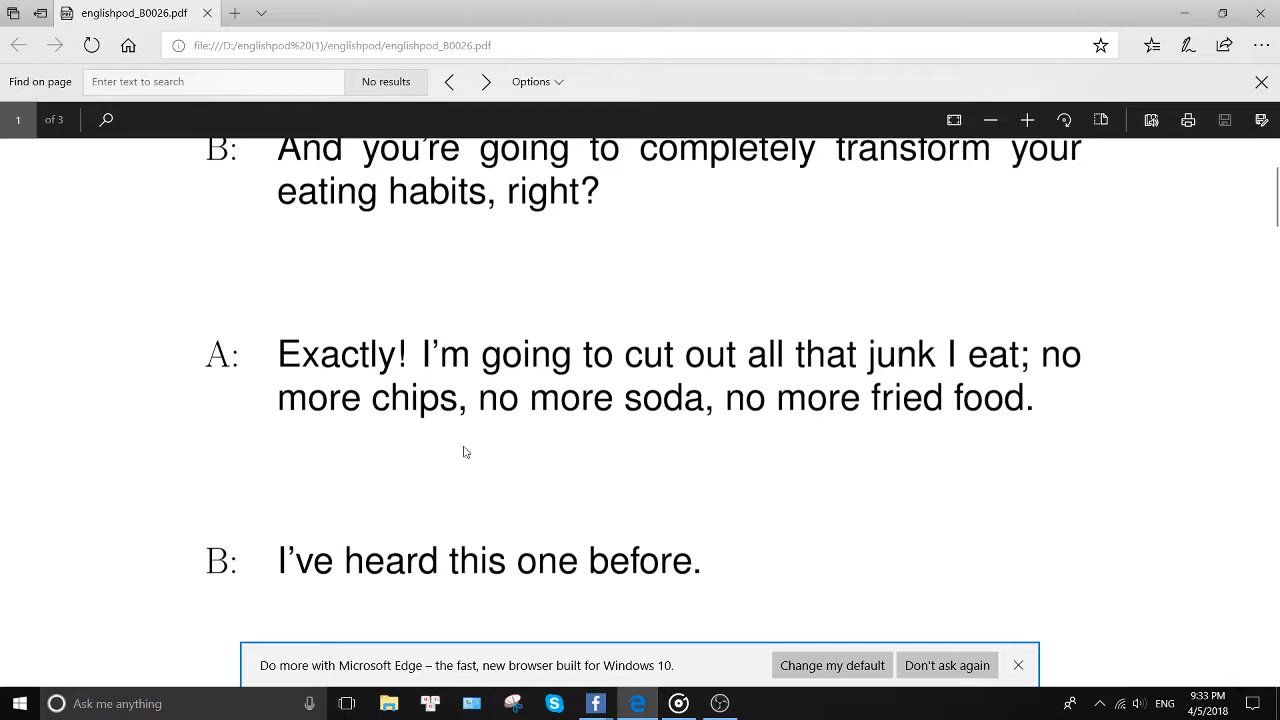 englishpod_B0026.pdf
file:///D:/englishpod%20(1)/englishpod/englishpod_B0026.pdf
Find on page Enter text to search No results Options
1 of 3
B: And you’re going to completely transform your
eating habits, right?
A: Exactly! I’m going to cut out all that junk I eat; no
more chips, no more soda, no more fried food.
B: I’ve heard this one before.
Do more with Microsoft Edge – the fast, new browser built for Windows 10. Change my default Don't ask again
Ask me anything ENG 9:33 PM
4/5/2018